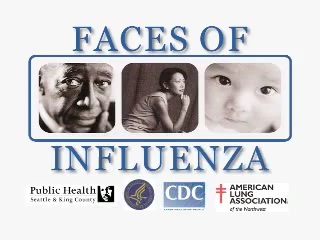 FACES OF
INFLUENZA
Public Health
Seattle & King County
CDC
AMERICAN
LUNG
ASSOCIATION
of the Northwest